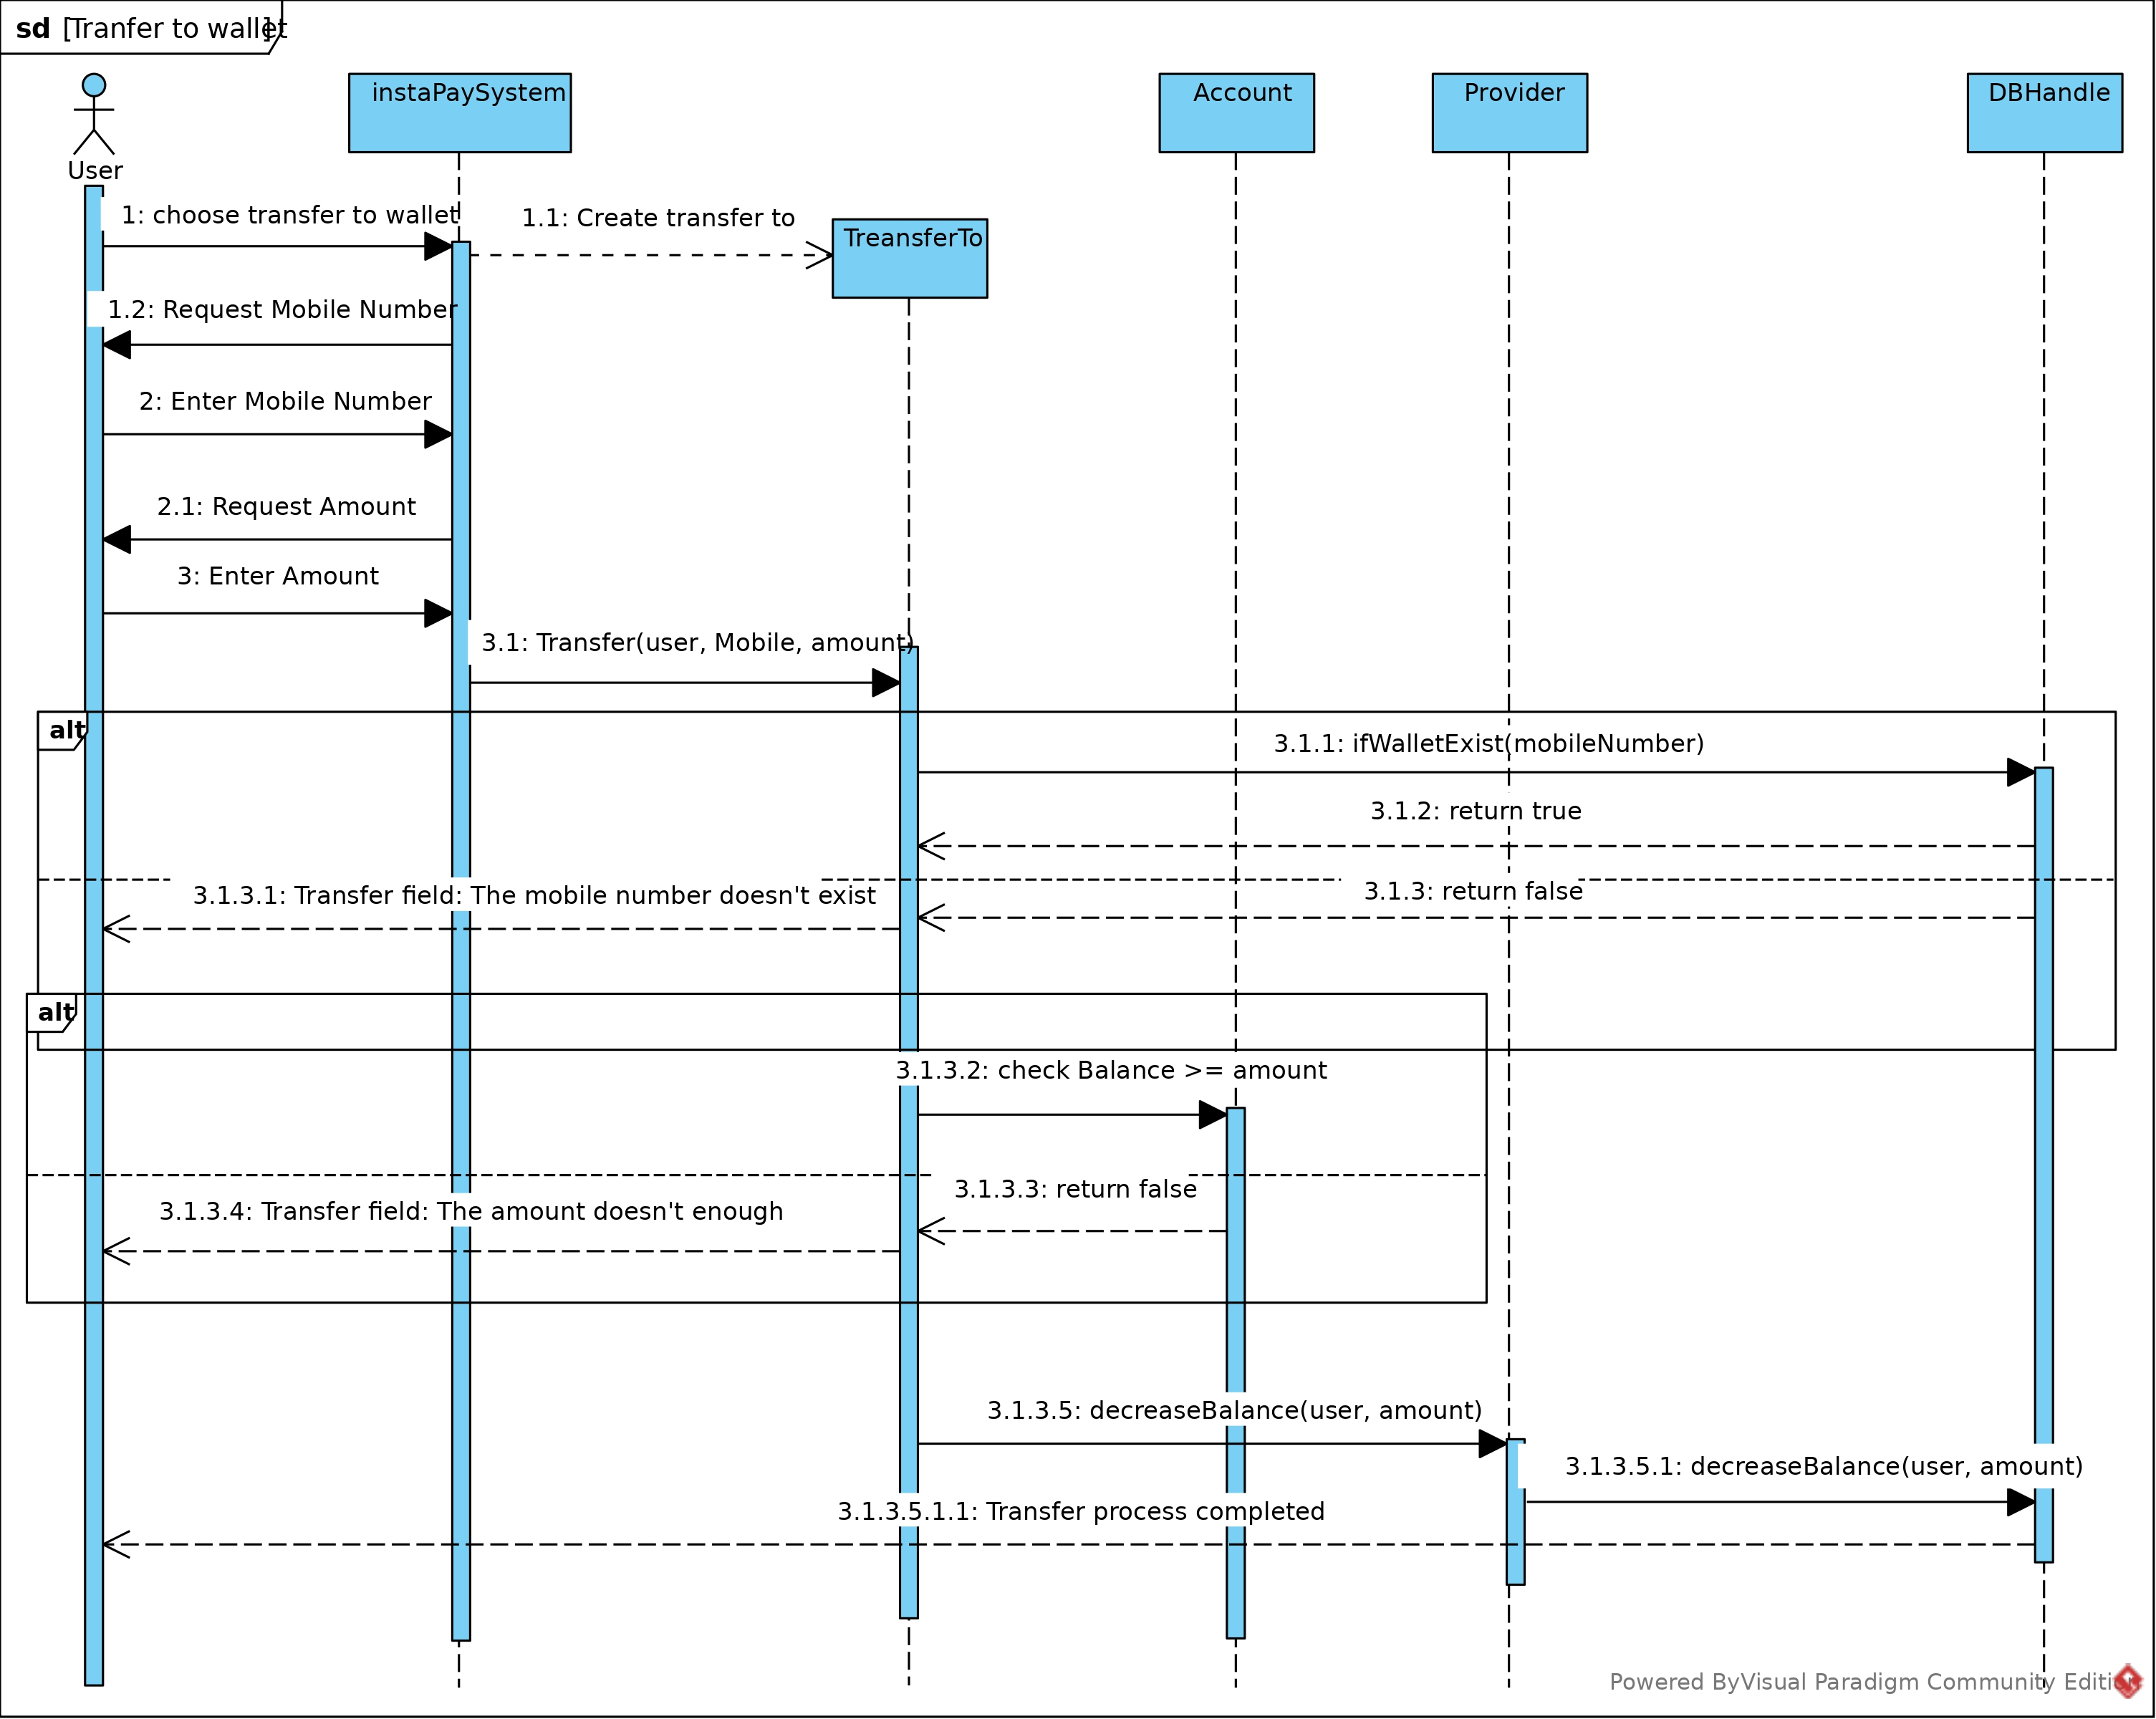 sd [Tranfer to wallet]
User
instaPaySystem
Account
Provider
DBHandle
1: choose transfer to wallet
1.1: Create transfer to
TreansferTo
1.2: Request Mobile Number
2: Enter Mobile Number
2.1: Request Amount
3: Enter Amount
3.1: Transfer(user, Mobile, amount)
alt
3.1.1: ifWalletExist(mobileNumber)
3.1.2: return true
3.1.3.1: Transfer field: The mobile number doesn't exist
3.1.3: return false
alt
3.1.3.2: check Balance >= amount
3.1.3.3: return false
3.1.3.4: Transfer field: The amount doesn't enough
3.1.3.5: decreaseBalance(user, amount)
3.1.3.5.1: decreaseBalance(user, amount)
3.1.3.5.1.1: Transfer process completed
Powered ByVisual Paradigm Community Edition